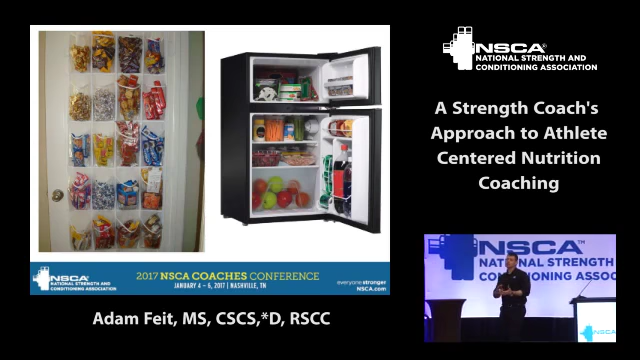 NSCA
NATIONAL STRENGTH AND
CONDITIONING ASSOCIATION
2017 NSCA COACHES CONFERENCE
JANUARY 4 – 6, 2017 | NASHVILLE, TN
everyone stronger
NSCA.com
Adam Feit, MS, CSCS,*D, RSCC
NSCA
NATIONAL STRENGTH AND
CONDITIONING ASSOCIATION
A Strength Coach's
Approach to Athlete
Centered Nutrition
Coaching
NSCA™
NATIONAL STRENGTH AND
CONDITIONING ASSOC
NSCA